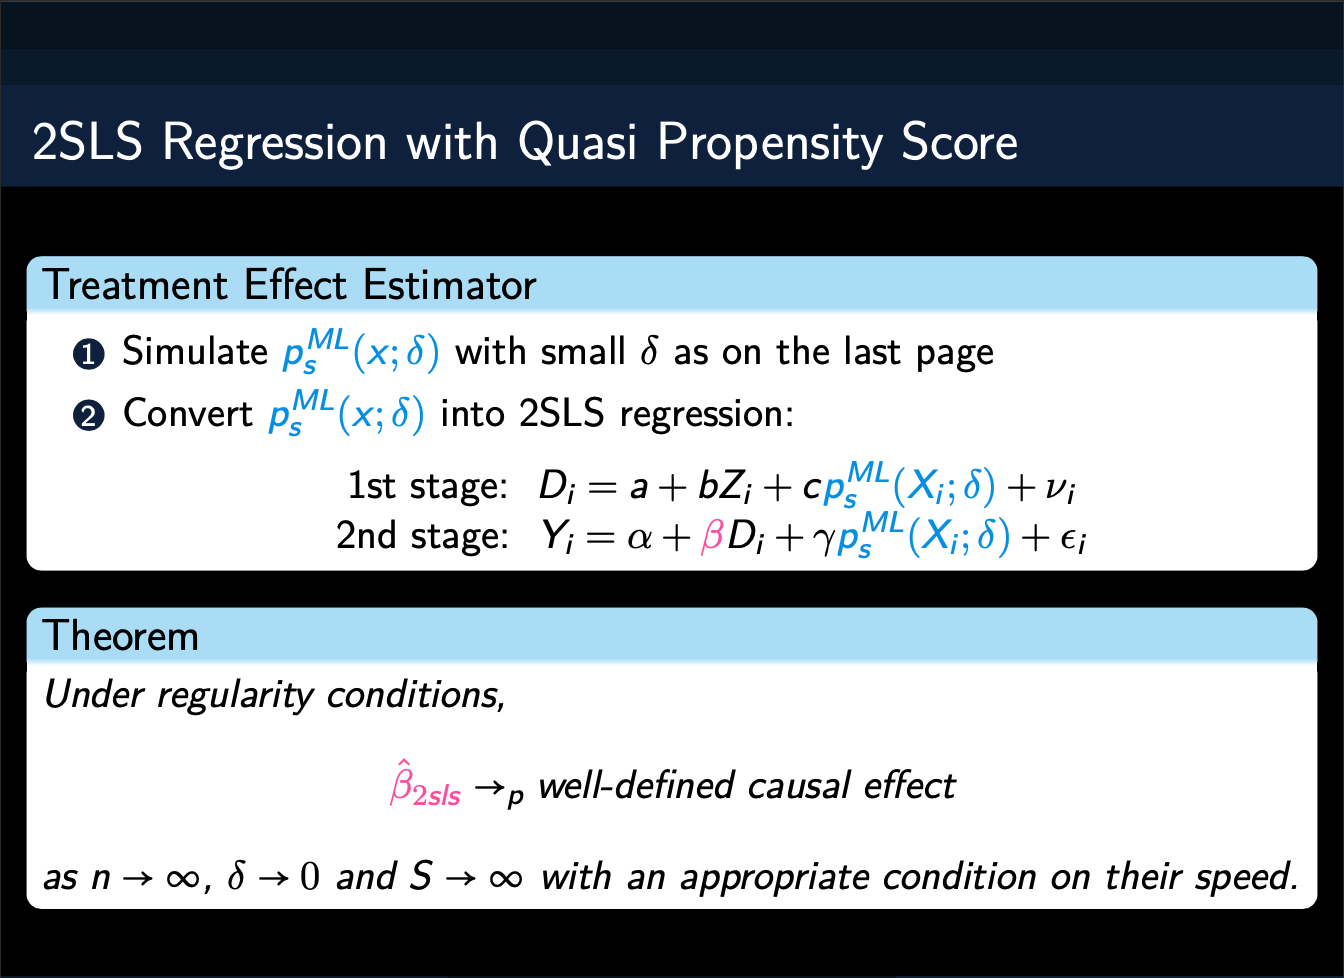 2SLS Regression with Quasi Propensity Score
Treatment Effect Estimator
1 Simulate $p_s^{ML}(x; \delta)$ with small $\delta$ as on the last page
2 Convert $p_s^{ML}(x; \delta)$ into 2SLS regression:
1st stage: $D_i = a + bZ_i + cp_s^{ML}(X_i; \delta) + \nu_i$
2nd stage: $Y_i = \alpha + \beta D_i + \gamma p_s^{ML}(X_i; \delta) + \epsilon_i$
Theorem
Under regularity conditions,
$\hat{\beta}_{2sls} \to_p$ well-defined causal effect
as $n \to \infty$, $\delta \to 0$ and $S \to \infty$ with an appropriate condition on their speed.